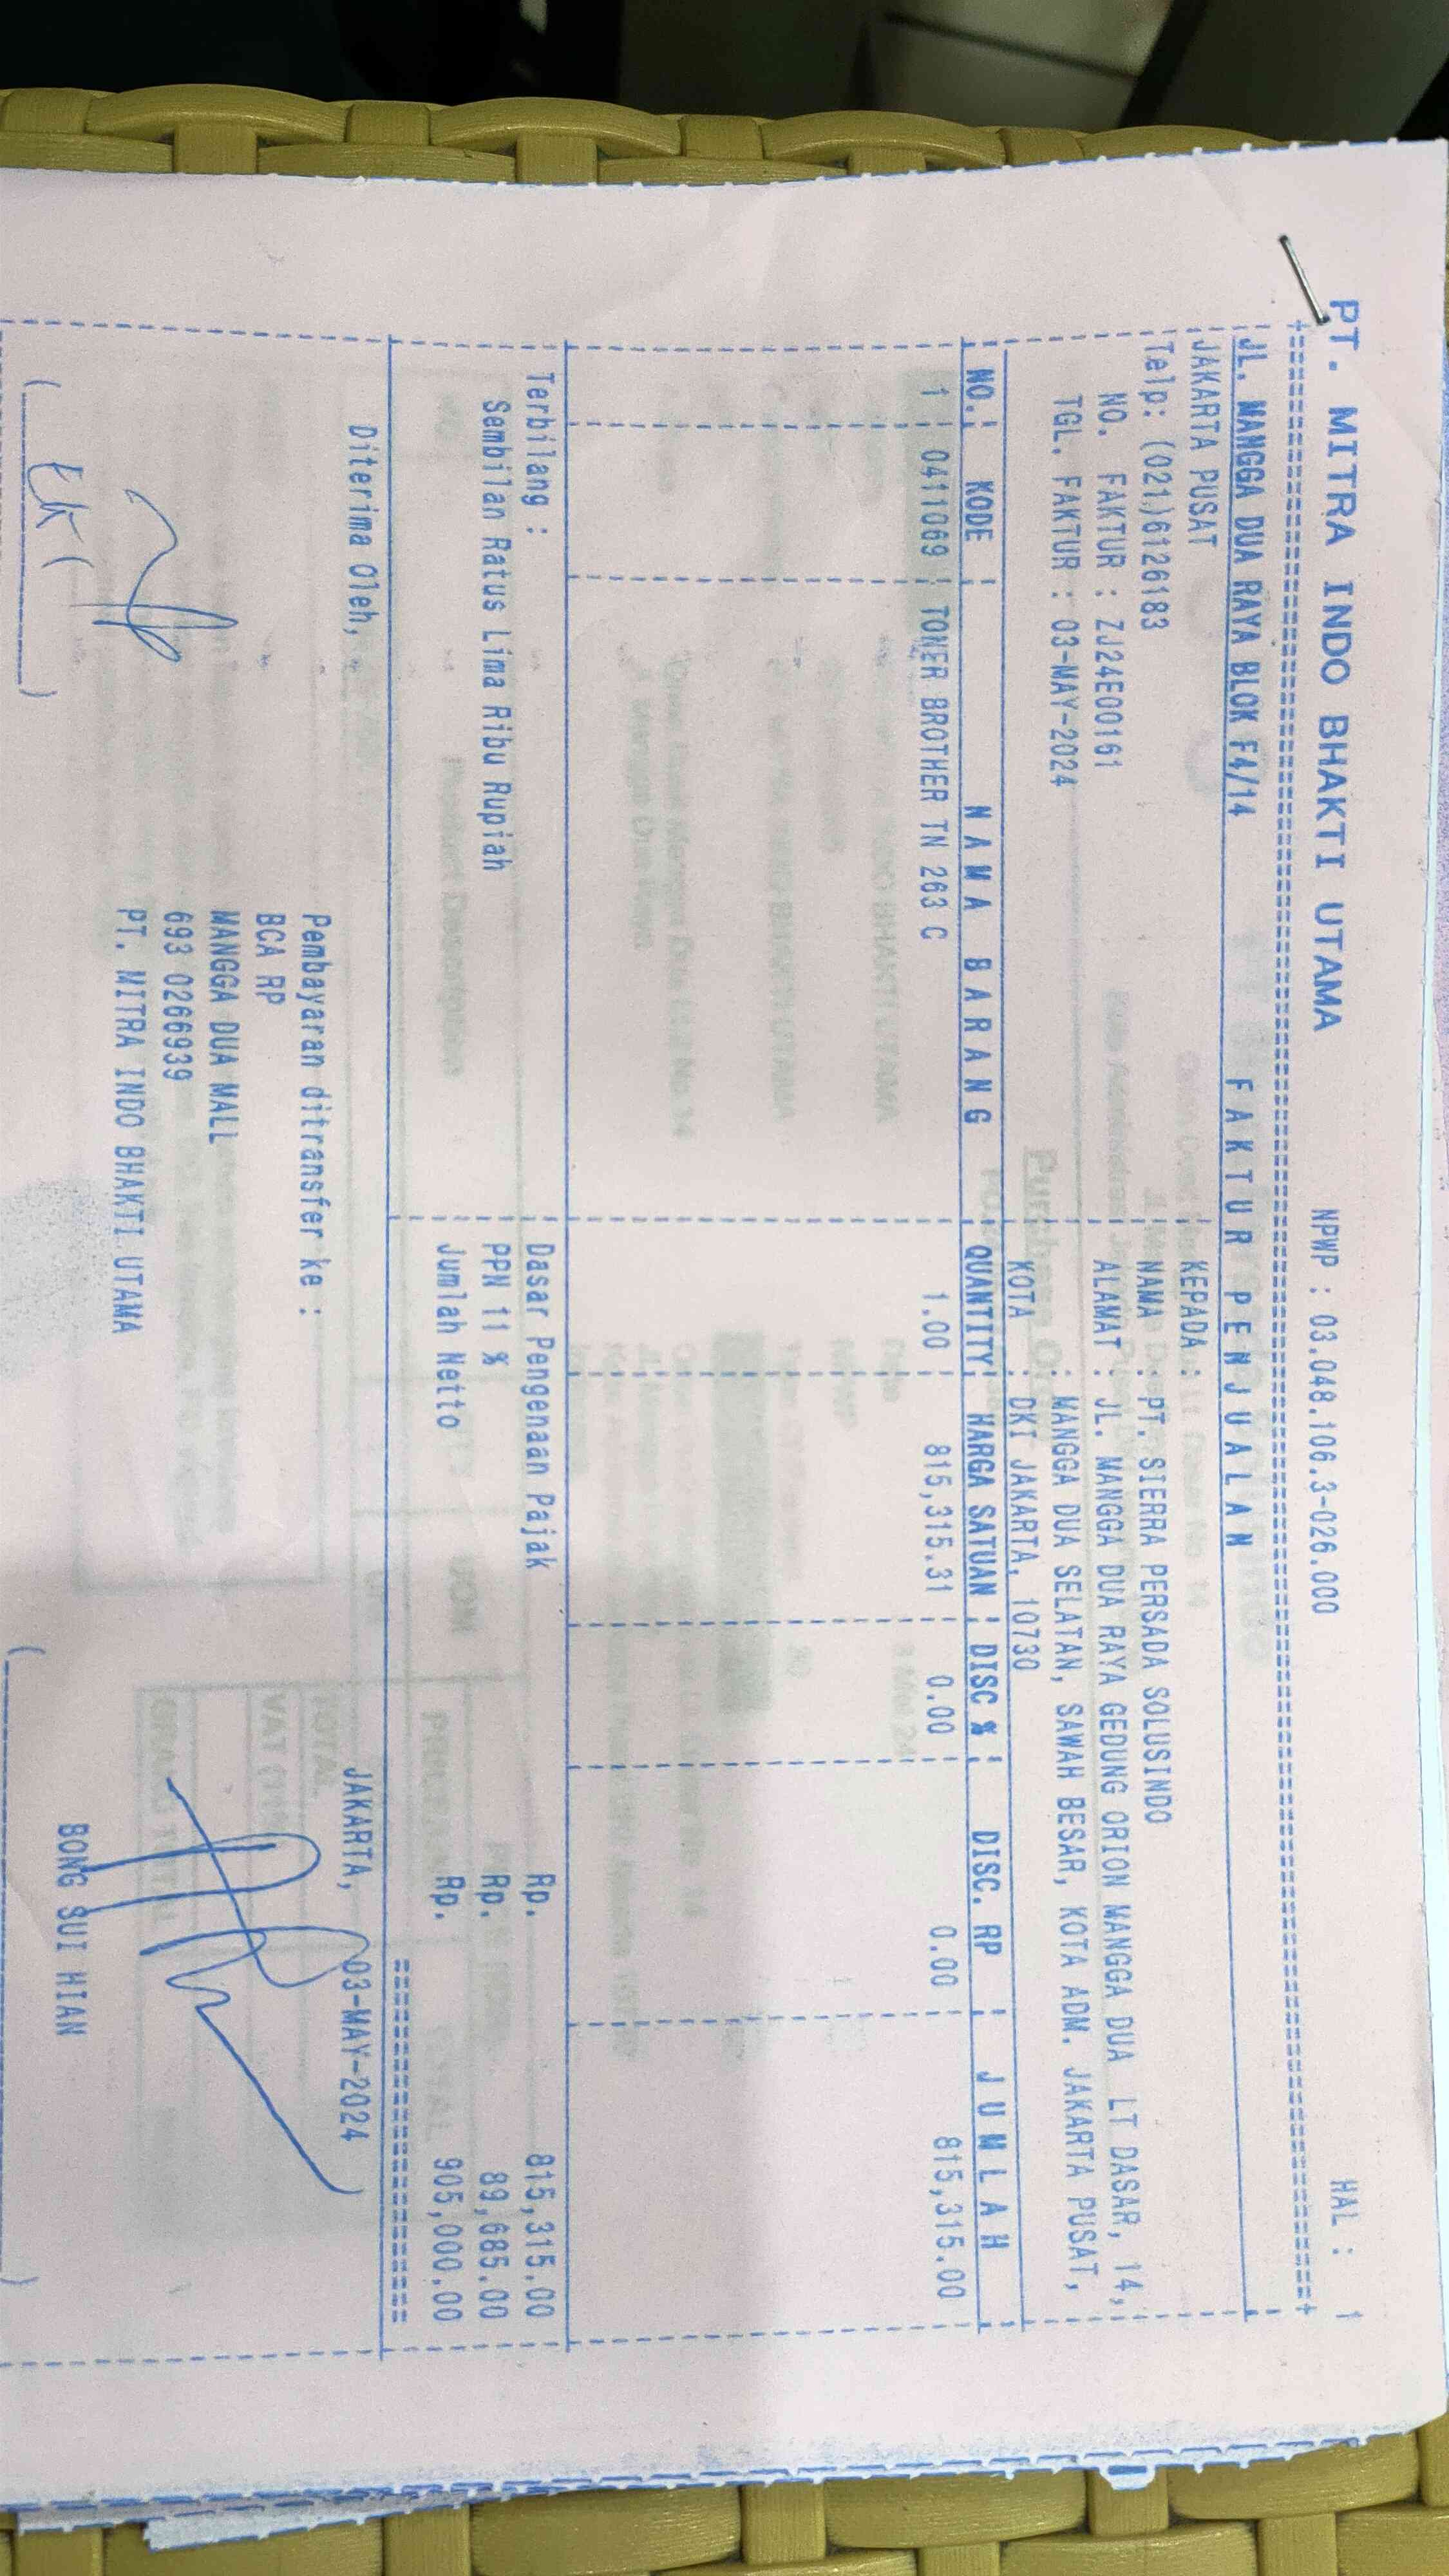 PT. MITRA INDO BHAKTI UTAMA NPWP : 03.048.106.3-026.000 HAL : 1
JL. MANGGA DUA RAYA BLOK F4/14 F A K T U R P E N J U A L A N
JAKARTA PUSAT KEPADA :
Telp: (021)6126183 NAMA : PT. SIERRA PERSADA SOLUSINDO
NO. FAKTUR : ZJ24E00161 ALAMAT : JL. MANGGA DUA RAYA GEDUNG ORION MANGGA DUA LT DASAR, 14,
TGL. FAKTUR : 03-MAY-2024 : MANGGA DUA SELATAN, SAWAH BESAR, KOTA ADM. JAKARTA PUSAT,
KOTA : DKI JAKARTA, 10730
NO. KODE N A M A B A R A N G QUANTITY HARGA SATUAN DISC % DISC. RP J U M L A H
1 0411069 TONER BROTHER TN 263 C 1.00 815,315.31 0.00 0.00 815,315.00
Terbilang : Dasar Pengenaan Pajak Rp. 815,315.00
Sembilan Ratus Lima Ribu Rupiah PPN 11 % Rp. 89,685.00
Jumlah Netto Rp. 905,000.00
Diterima Oleh, JAKARTA, 03-MAY-2024
Pembayaran ditransfer ke :
BCA RP
MANGGA DUA MALL
693 0266939
PT. MITRA INDO BHAKTI UTAMA
BONG SUI HIAN